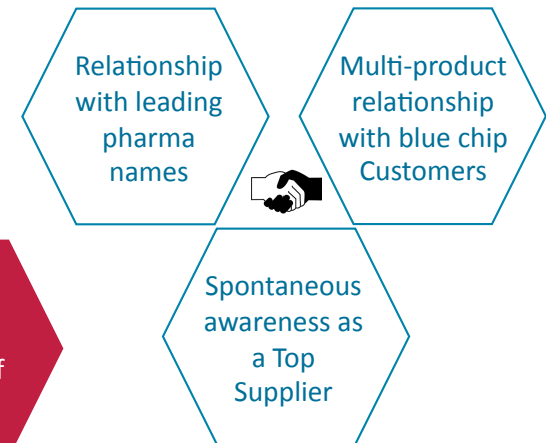 Relationship
with leading
pharma
names
Multi-product
relationship
with blue chip
Customers
Spontaneous
awareness as
a Top
Supplier
f